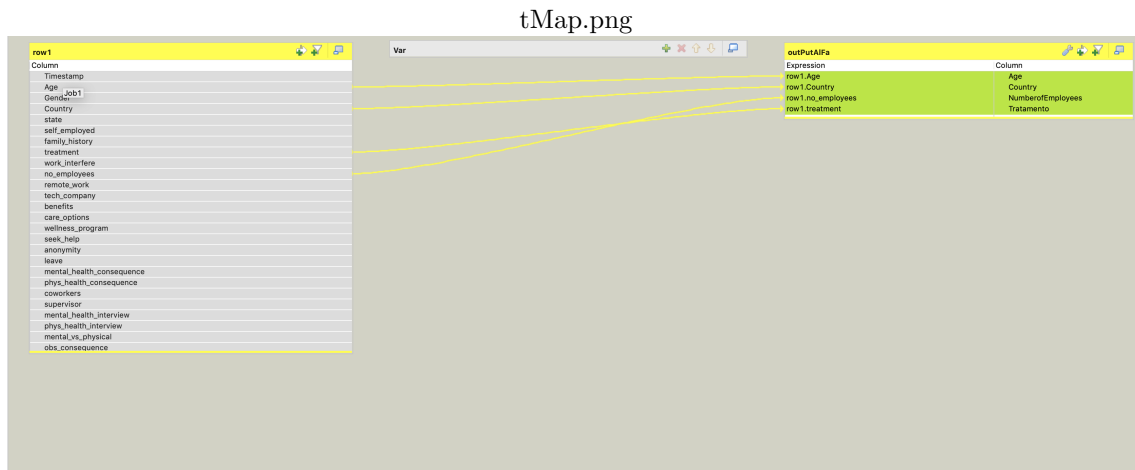 tMap.png
row1
Column
Timestamp
Age
Job1
Gender
Country
state
self_employed
family_history
treatment
work_interfere
no_employees
remote_work
tech_company
benefits
care_options
wellness_program
seek_help
anonymity
leave
mental_health_consequence
phys_health_consequence
coworkers
supervisor
mental_health_interview
phys_health_interview
mental_vs_physical
obs_consequence
Var
outPutAlFa
Expression Column
row1.Age Age
row1.Country Country
row1.no_employees NumberofEmployees
row1.treatment Tratamento